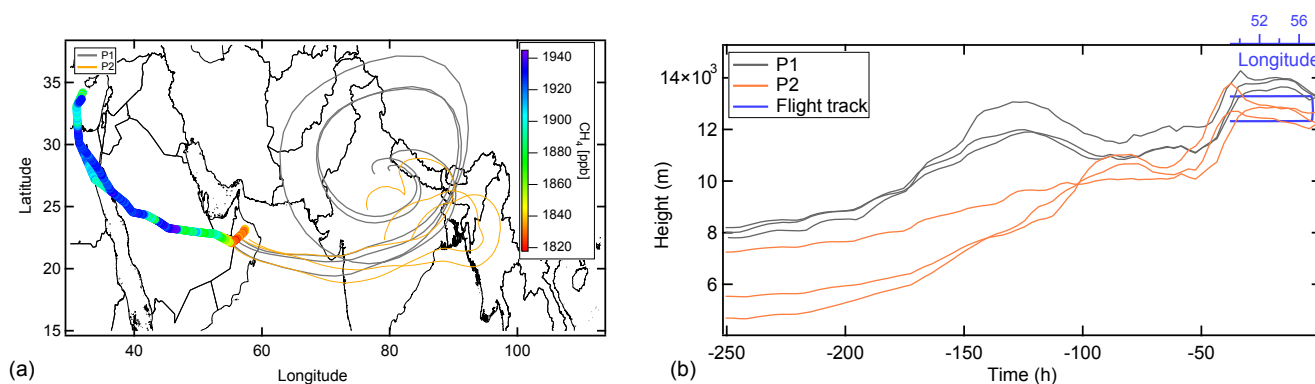 P1
P2
35
30
25
20
15
Latitude
40
60
80
100
Longitude
1940
1920
1900
1880
1860
1840
1820
CH₄ [ppb]
(a)
52
56
Longitude
P1
P2
Flight track
14×10³
12
10
8
6
4
Height (m)
-250
-200
-150
-100
-50
Time (h)
(b)